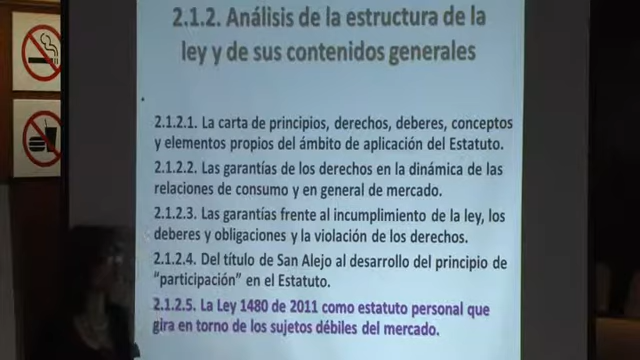 2.1.2. Análisis de la estructura de la
ley y de sus contenidos generales
2.1.2.1. La carta de principios, derechos, deberes, conceptos
y elementos propios del ámbito de aplicación del Estatuto.
2.1.2.2. Las garantías de los derechos en la dinámica de las
relaciones de consumo y en general de mercado.
2.1.2.3. Las garantías frente al incumplimiento de la ley, los
deberes y obligaciones y la violación de los derechos.
2.1.2.4. Del título de San Alejo al desarrollo del principio de
“participación” en el Estatuto.
2.1.2.5. La Ley 1480 de 2011 como estatuto personal que
gira en torno de los sujetos débiles del mercado.